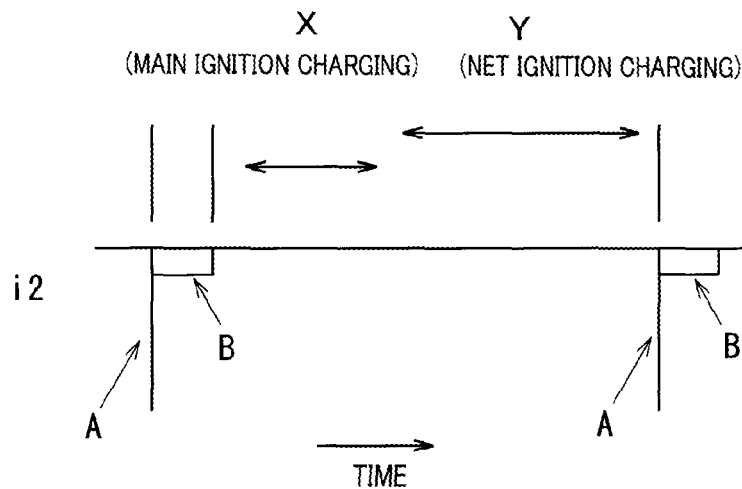 X
(MAIN IGNITION CHARGING)
Y
(NET IGNITION CHARGING)
i2
B
A
B
A
TIME